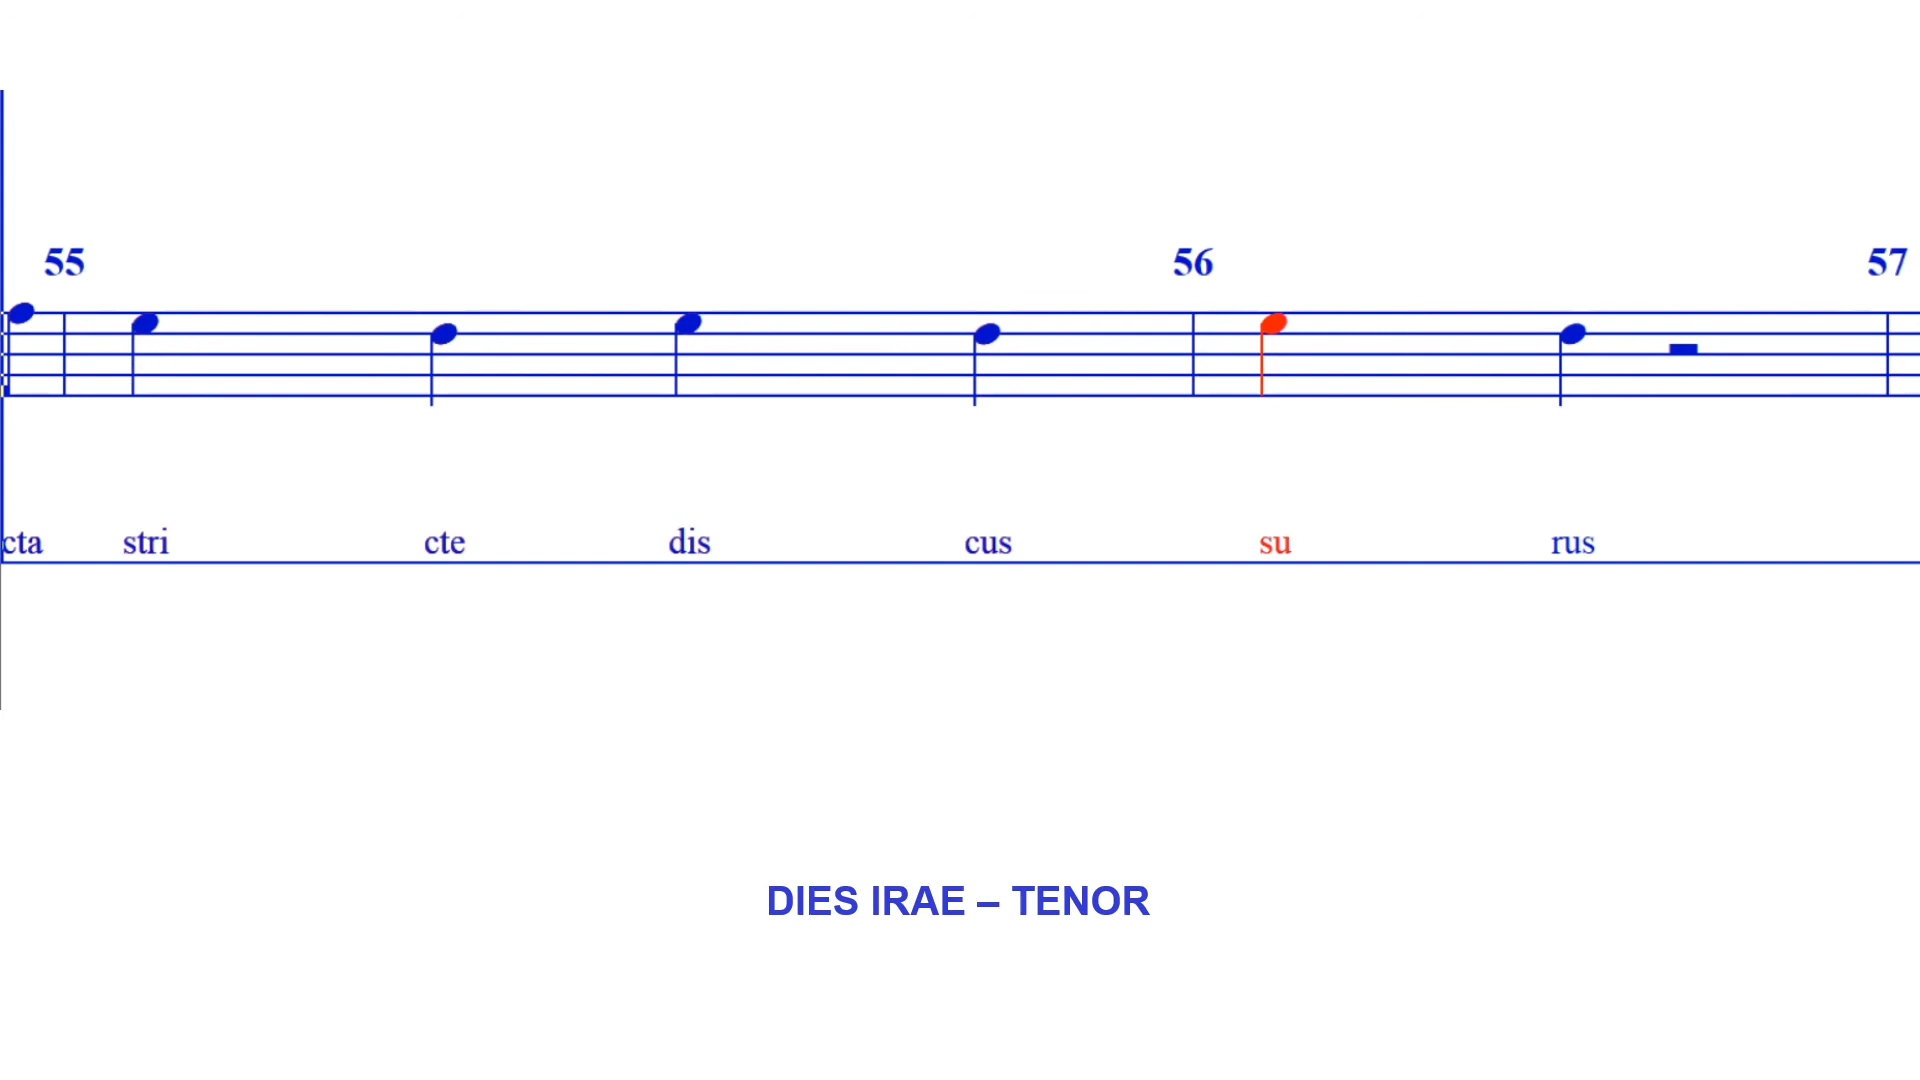 55 56 57
cta stri cte dis cus su rus
DIES IRAE – TENOR